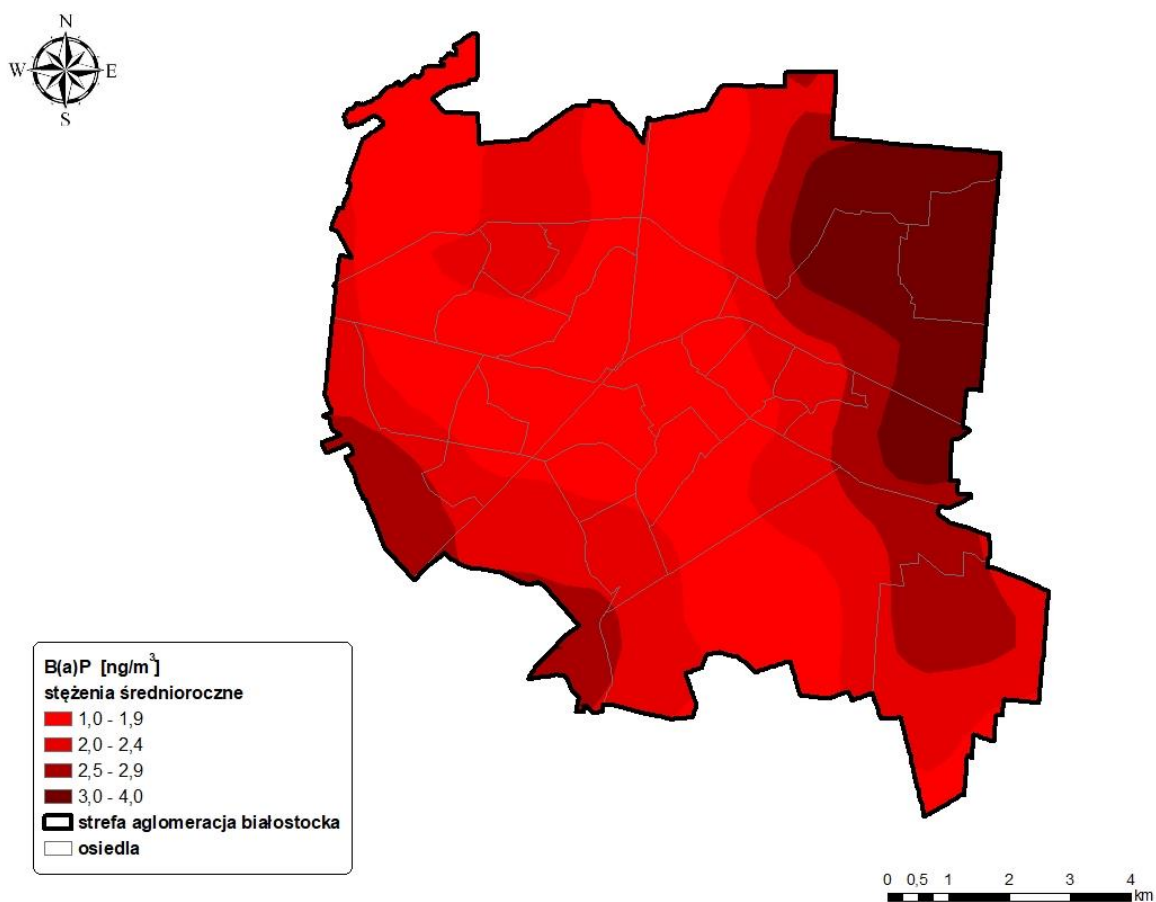 N
W E
S
B(a)P [ng/m³]
stężenia średnioroczne
1,0 - 1,9
2,0 - 2,4
2,5 - 2,9
3,0 - 4,0
strefa aglomeracja białostocka
osiedla
0 0,5 1 2 3 4
km